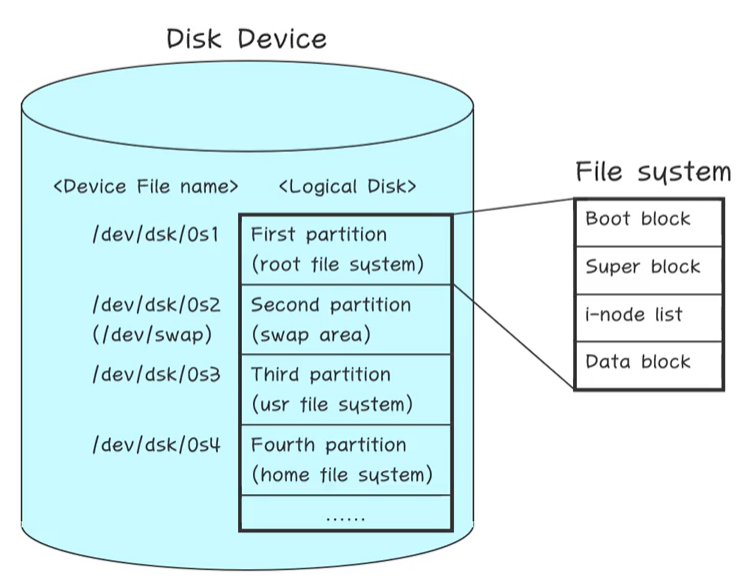 Disk Device
<Device File name> <Logical Disk>
/dev/dsk/0s1 First partition
(root file system)
/dev/dsk/0s2 Second partition
(/dev/swap) (swap area)
/dev/dsk/0s3 Third partition
(usr file system)
/dev/dsk/0s4 Fourth partition
(home file system)
......
File system
Boot block
Super block
i-node list
Data block